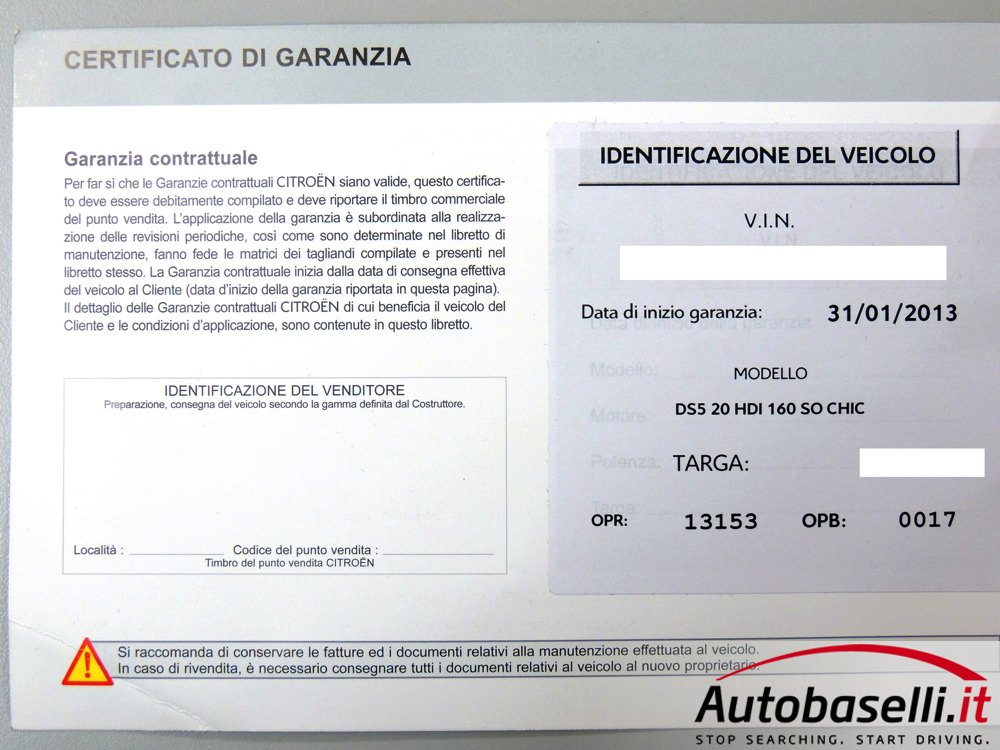 CERTIFICATO DI GARANZIA
Garanzia contrattuale
Per far sì che le Garanzie contrattuali CITROËN siano valide, questo certifica-
to deve essere debitamente compilato e deve riportare il timbro commerciale
del punto vendita. L'applicazione della garanzia è subordinata alla realizza-
zione delle revisioni periodiche, così come sono determinate nel libretto di
manutenzione, fanno fede le matrici dei tagliandi compilate e presenti nel
libretto stesso. La Garanzia contrattuale inizia dalla data di consegna effettiva
del veicolo al Cliente (data d'inizio della garanzia riportata in questa pagina).
Il dettaglio delle Garanzie contrattuali CITROËN di cui beneficia il veicolo del
Cliente e le condizioni d'applicazione, sono contenute in questo libretto.
IDENTIFICAZIONE DEL VENDITORE
Preparazione, consegna del veicolo secondo la gamma definita dal Costruttore.
Località : Codice del punto vendita :
Timbro del punto vendita CITROËN
IDENTIFICAZIONE DEL VEICOLO
V.I.N.
Data di inizio garanzia: 31/01/2013
Data di inizio della garanzia
Modello:
MODELLO
DS5 20 HDI 160 SO CHIC
Motore:
Potenza:
TARGA:
OPR: 13153 OPB: 0017
Si raccomanda di conservare le fatture ed i documenti relativi alla manutenzione effettuata al veicolo.
In caso di rivendita, è necessario consegnare tutti i documenti relativi al veicolo al nuovo proprietario.
Autobaselli.it
STOP SEARCHING. START DRIVING.